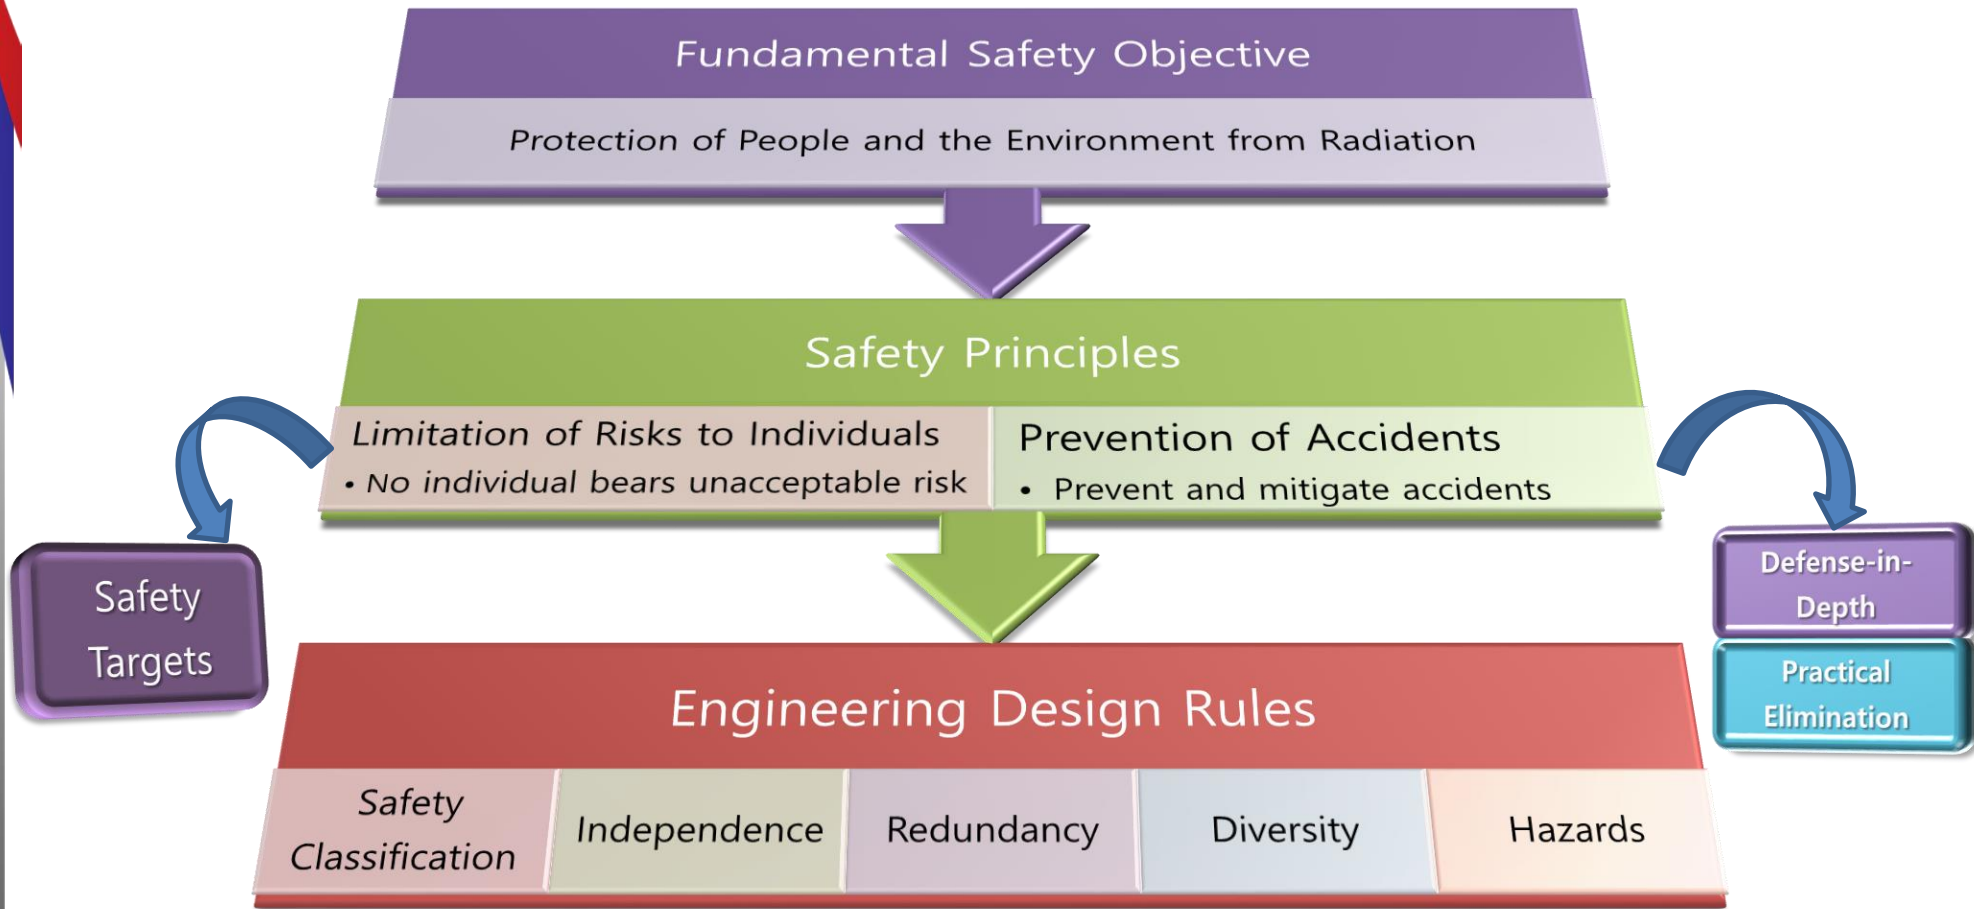 Fundamental Safety Objective
Protection of People and the Environment from Radiation
Safety Principles
Limitation of Risks to Individuals
• No individual bears unacceptable risk
Prevention of Accidents
• Prevent and mitigate accidents
Safety
Targets
Defense-in-
Depth
Practical
Elimination
Engineering Design Rules
Safety
Classification
Independence
Redundancy
Diversity
Hazards